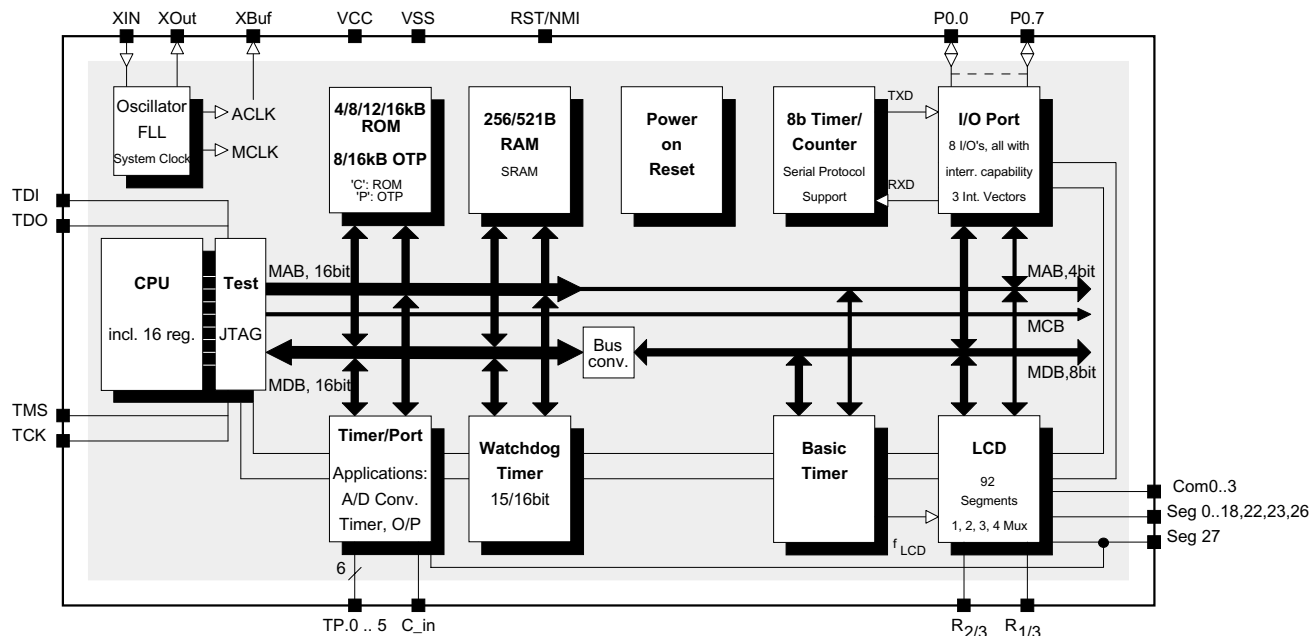 XIN XOut XBuf VCC VSS RST/NMI P0.0 P0.7
Oscillator
FLL
System Clock
ACLK
MCLK
4/8/12/16kB
ROM
8/16kB OTP
'C': ROM
'P': OTP
256/521B
RAM
SRAM
Power
on
Reset
8b Timer/
Counter
Serial Protocol
Support
TXD
RXD
I/O Port
8 I/O's, all with
interr. capability
3 Int. Vectors
TDI
TDO
CPU
incl. 16 reg.
Test
JTAG
MAB, 16bit
MAB,4bit
MCB
Bus
conv.
MDB, 16bit
MDB,8bit
TMS
TCK
Timer/Port
Applications:
A/D Conv.
Timer, O/P
Watchdog
Timer
15/16bit
Basic
Timer
f LCD
LCD
92
Segments
1, 2, 3, 4 Mux
Com0..3
Seg 0..18,22,23,26
Seg 27
6
TP.0 .. 5 C_in R2/3 R1/3